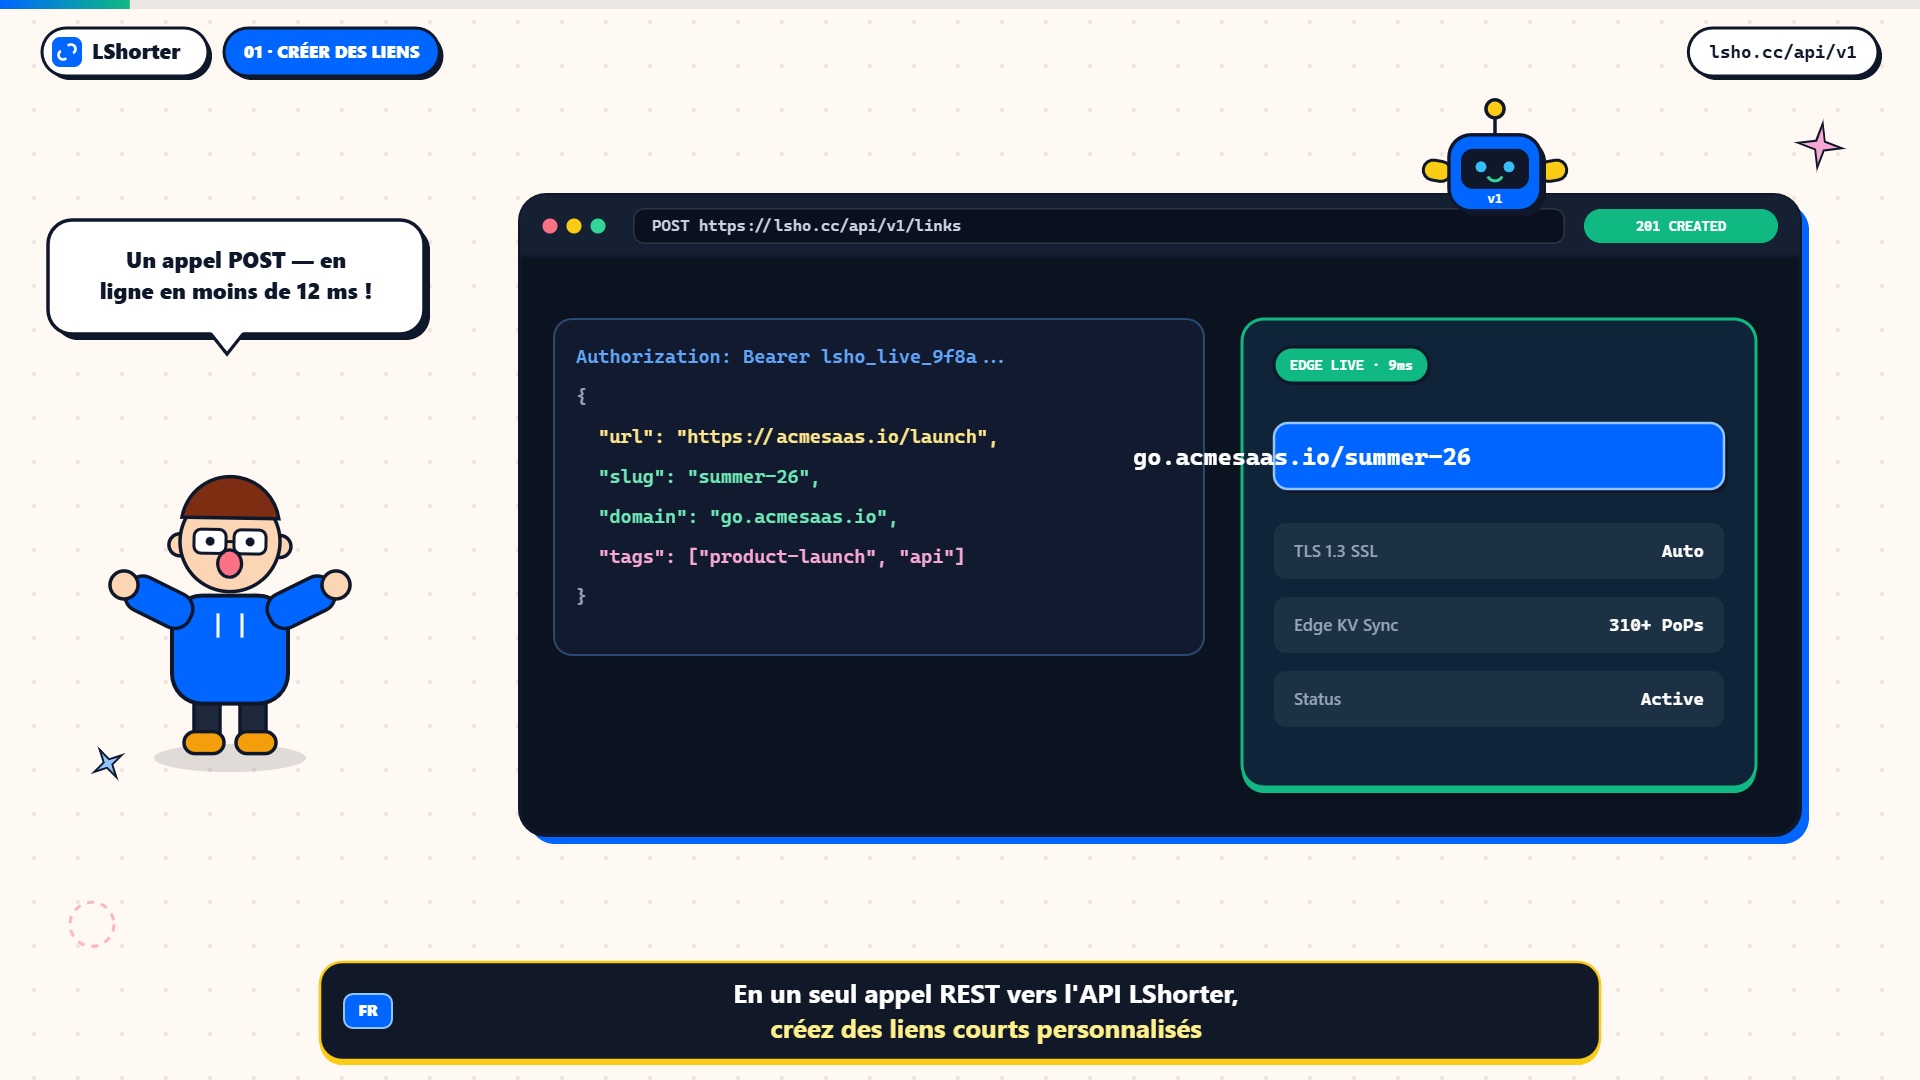 LShorter
01 · CRÉER DES LIENS
lsho.cc/api/v1
v1
POST https://lsho.cc/api/v1/links
201 CREATED
Un appel POST — en
ligne en moins de 12 ms !
Authorization: Bearer lsho_live_9f8a...
{
"url": "https://acmesaas.io/launch",
"slug": "summer-26",
"domain": "go.acmesaas.io",
"tags": ["product-launch", "api"]
}
EDGE LIVE · 9ms
go.acmesaas.io/summer-26
TLS 1.3 SSL Auto
Edge KV Sync 310+ PoPs
Status Active
FR
En un seul appel REST vers l'API LShorter,
créez des liens courts personnalisés